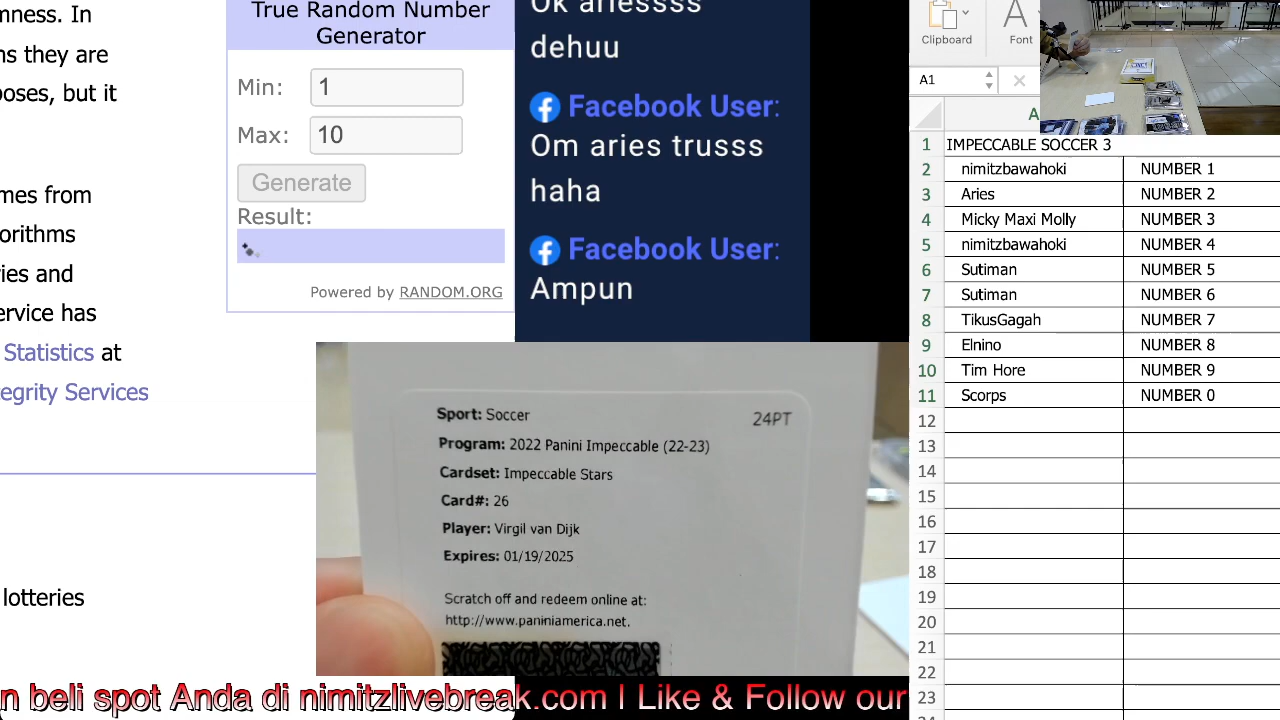 mness. In
ns they are
poses, but it
mes from
orithms
ries and
ervice has
Statistics at
tegrity Services
lotteries
True Random Number
Generator
Min: 1
Max: 10
Generate
Result:
Powered by RANDOM.ORG
Ok ariessss
dehuu
Facebook User:
Om aries trusss
haha
Facebook User:
Ampun
Clipboard
Font
A1
A
1 IMPECCABLE SOCCER 3
2 nimitzbawahoki NUMBER 1
3 Aries NUMBER 2
4 Micky Maxi Molly NUMBER 3
5 nimitzbawahoki NUMBER 4
6 Sutiman NUMBER 5
7 Sutiman NUMBER 6
8 TikusGagah NUMBER 7
9 Elnino NUMBER 8
10 Tim Hore NUMBER 9
11 Scorps NUMBER 0
12
13
14
15
16
17
18
19
20
21
22
23
Sport: Soccer 24PT
Program: 2022 Panini Impeccable (22-23)
Cardset: Impeccable Stars
Card#: 26
Player: Virgil van Dijk
Expires: 01/19/2025
Scratch off and redeem online at:
http://www.paniniamerica.net.
n beli spot Anda di nimitzlivebreak.com I Like & Follow our